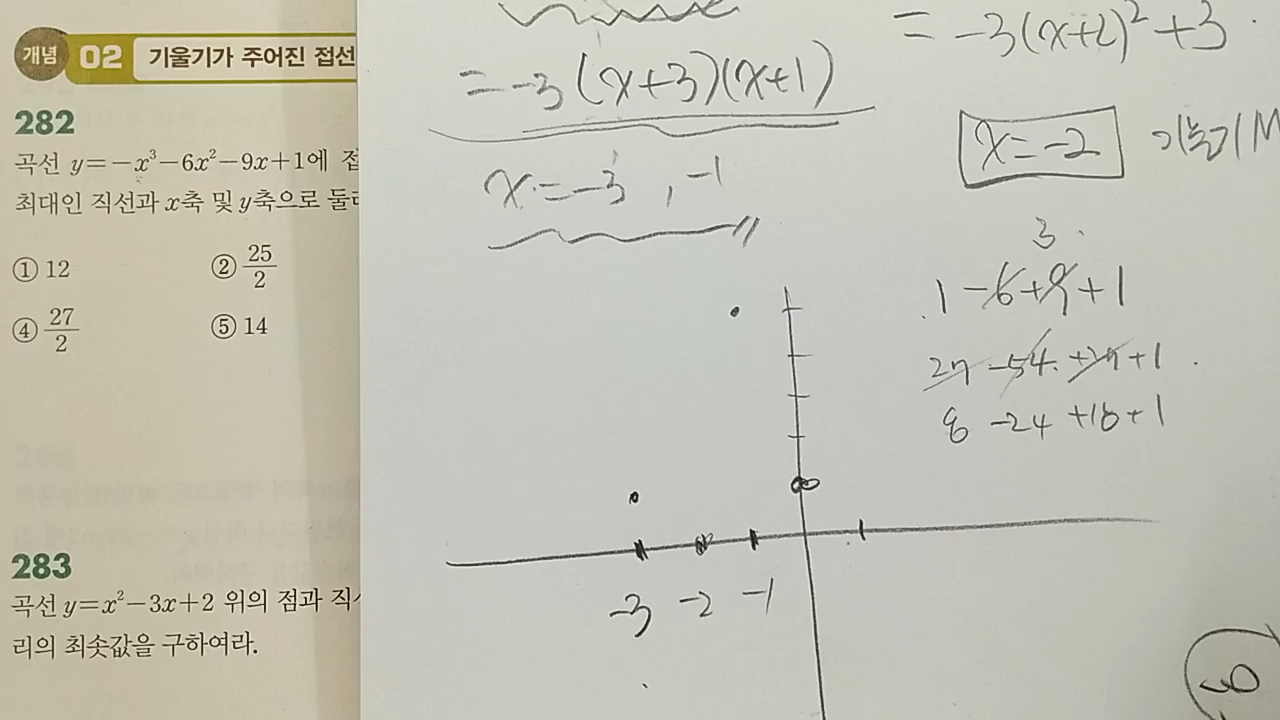 개념 02 기울기가 주어진 접선
282
곡선 y=-x³-6x²-9x+1에 접
최대인 직선과 x축 및 y축으로 둘러
① 12 ② 25/2
④ 27/2 ⑤ 14
283
곡선 y=x²-3x+2 위의 점과 직
리의 최솟값을 구하여라.
= -3(x+3)(x+1)
x=-3, -1
= -3(x+2)²+3
x=-2 기울기 M
3
1-6+9+1
27-54+27+1
8 -24 +18+1
-3 -2 -1